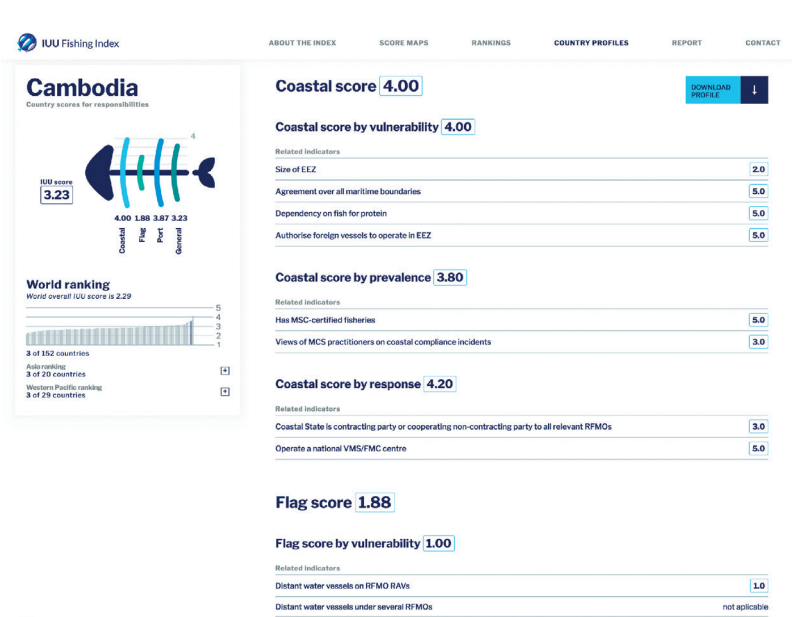 IUU Fishing Index
ABOUT THE INDEX
SCORE MAPS
RANKINGS
COUNTRY PROFILES
REPORT
CONTACT
Cambodia
Country scores for responsibilities
4
IUU score
3.23
4.00 1.88 3.87 3.23
Coastal
Flag
Port
General
World ranking
World overall IUU score is 2.29
5
4
3
2
1
3 of 152 countries
Asia ranking
3 of 20 countries
Western Pacific ranking
3 of 29 countries
Coastal score 4.00
DOWNLOAD
PROFILE
Coastal score by vulnerability 4.00
Related indicators
Size of EEZ 2.0
Agreement over all maritime boundaries 5.0
Dependency on fish for protein 5.0
Authorise foreign vessels to operate in EEZ 5.0
Coastal score by prevalence 3.80
Related indicators
Has MSC-certified fisheries 5.0
Views of MCS practitioners on coastal compliance incidents 3.0
Coastal score by response 4.20
Related indicators
Coastal State is contracting party or cooperating non-contracting party to all relevant RFMOs 3.0
Operate a national VMS/FMC centre 5.0
Flag score 1.88
Flag score by vulnerability 1.00
Related indicators
Distant water vessels on RFMO RAVs 1.0
Distant water vessels under several RFMOs not aplicable